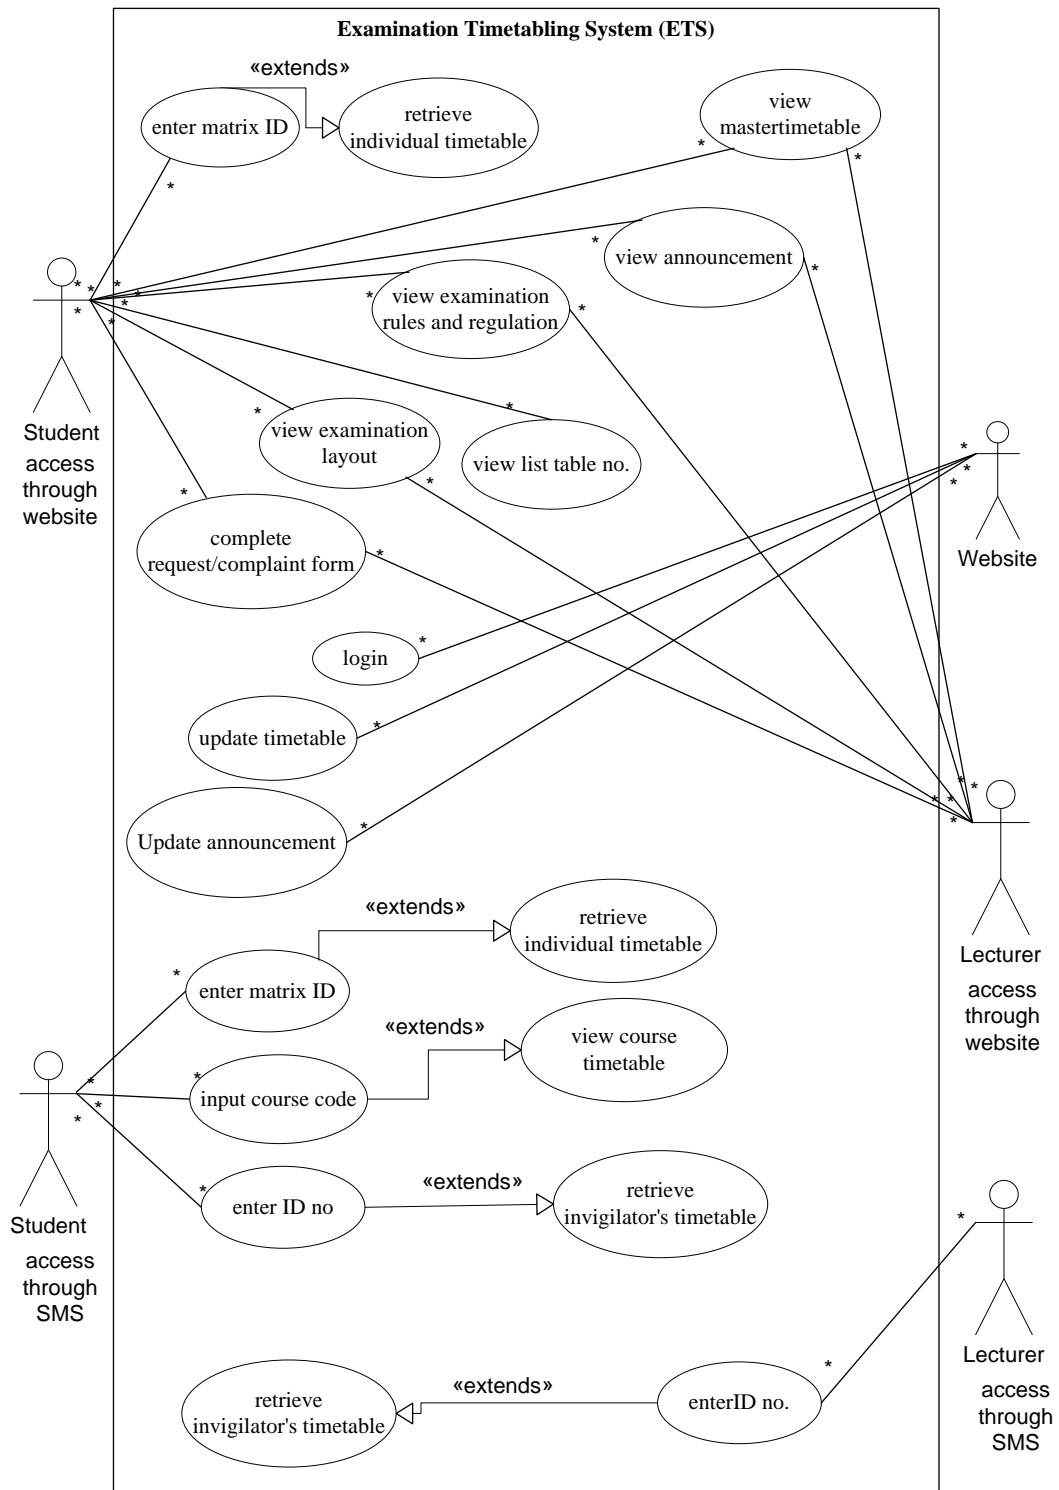 Examination Timetabling System (ETS)
«extends»
enter matrix ID
retrieve
individual timetable
view
mastertimetable
*
*
*
view announcement
*
*
view examination
rules and regulation
*
*
*
*
*
*
*
*
*
Student
access
through
website
view examination
layout
*
*
view list table no.
*
complete
request/complaint form
*
*
*
*
*
Website
login
*
update timetable
*
Update announcement
*
*
*
*
*
*
Lecturer
access
through
website
«extends»
retrieve
individual timetable
enter matrix ID
*
«extends»
view course
timetable
input course code
*
*
*
*
Student
access
through
SMS
enter ID no
*
«extends»
retrieve
invigilator's timetable
*
Lecturer
access
through
SMS
«extends»
retrieve
invigilator's timetable
enterID no.
*